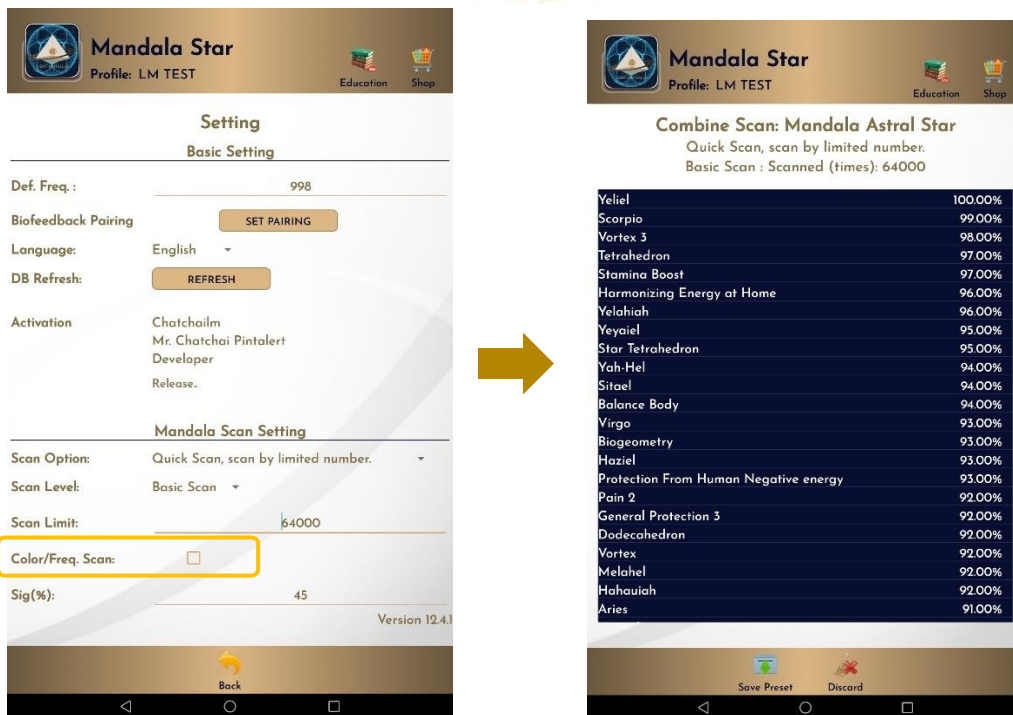 Mandala Star
Profile: LM TEST
Education
Shop
Setting
Basic Setting
Def. Freq. :
998
Biofeedback Pairing
SET PAIRING
Language:
English
DB Refresh:
REFRESH
Activation
Chatchailm
Mr. Chatchai Pintalert
Developer
Release..
Mandala Scan Setting
Scan Option:
Quick Scan, scan by limited number.
Scan Level:
Basic Scan
Scan Limit:
64000
Color/Freq. Scan:
Sig(%):
45
Version 12.4.1
Back
Mandala Star
Profile: LM TEST
Education
Shop
Combine Scan: Mandala Astral Star
Quick Scan, scan by limited number.
Basic Scan : Scanned (times): 64000
Yeliel 100.00%
Scorpio 99.00%
Vortex 3 98.00%
Tetrahedron 97.00%
Stamina Boost 97.00%
Harmonizing Energy at Home 96.00%
Yelahiah 96.00%
Yeyaiel 95.00%
Star Tetrahedron 95.00%
Yah-Hel 94.00%
Sitael 94.00%
Balance Body 94.00%
Virgo 93.00%
Biogeometry 93.00%
Haziel 93.00%
Protection From Human Negative energy 93.00%
Pain 2 92.00%
General Protection 3 92.00%
Dodecahedron 92.00%
Vortex 92.00%
Melahel 92.00%
Hahauiah 92.00%
Aries 91.00%
Save Preset
Discard